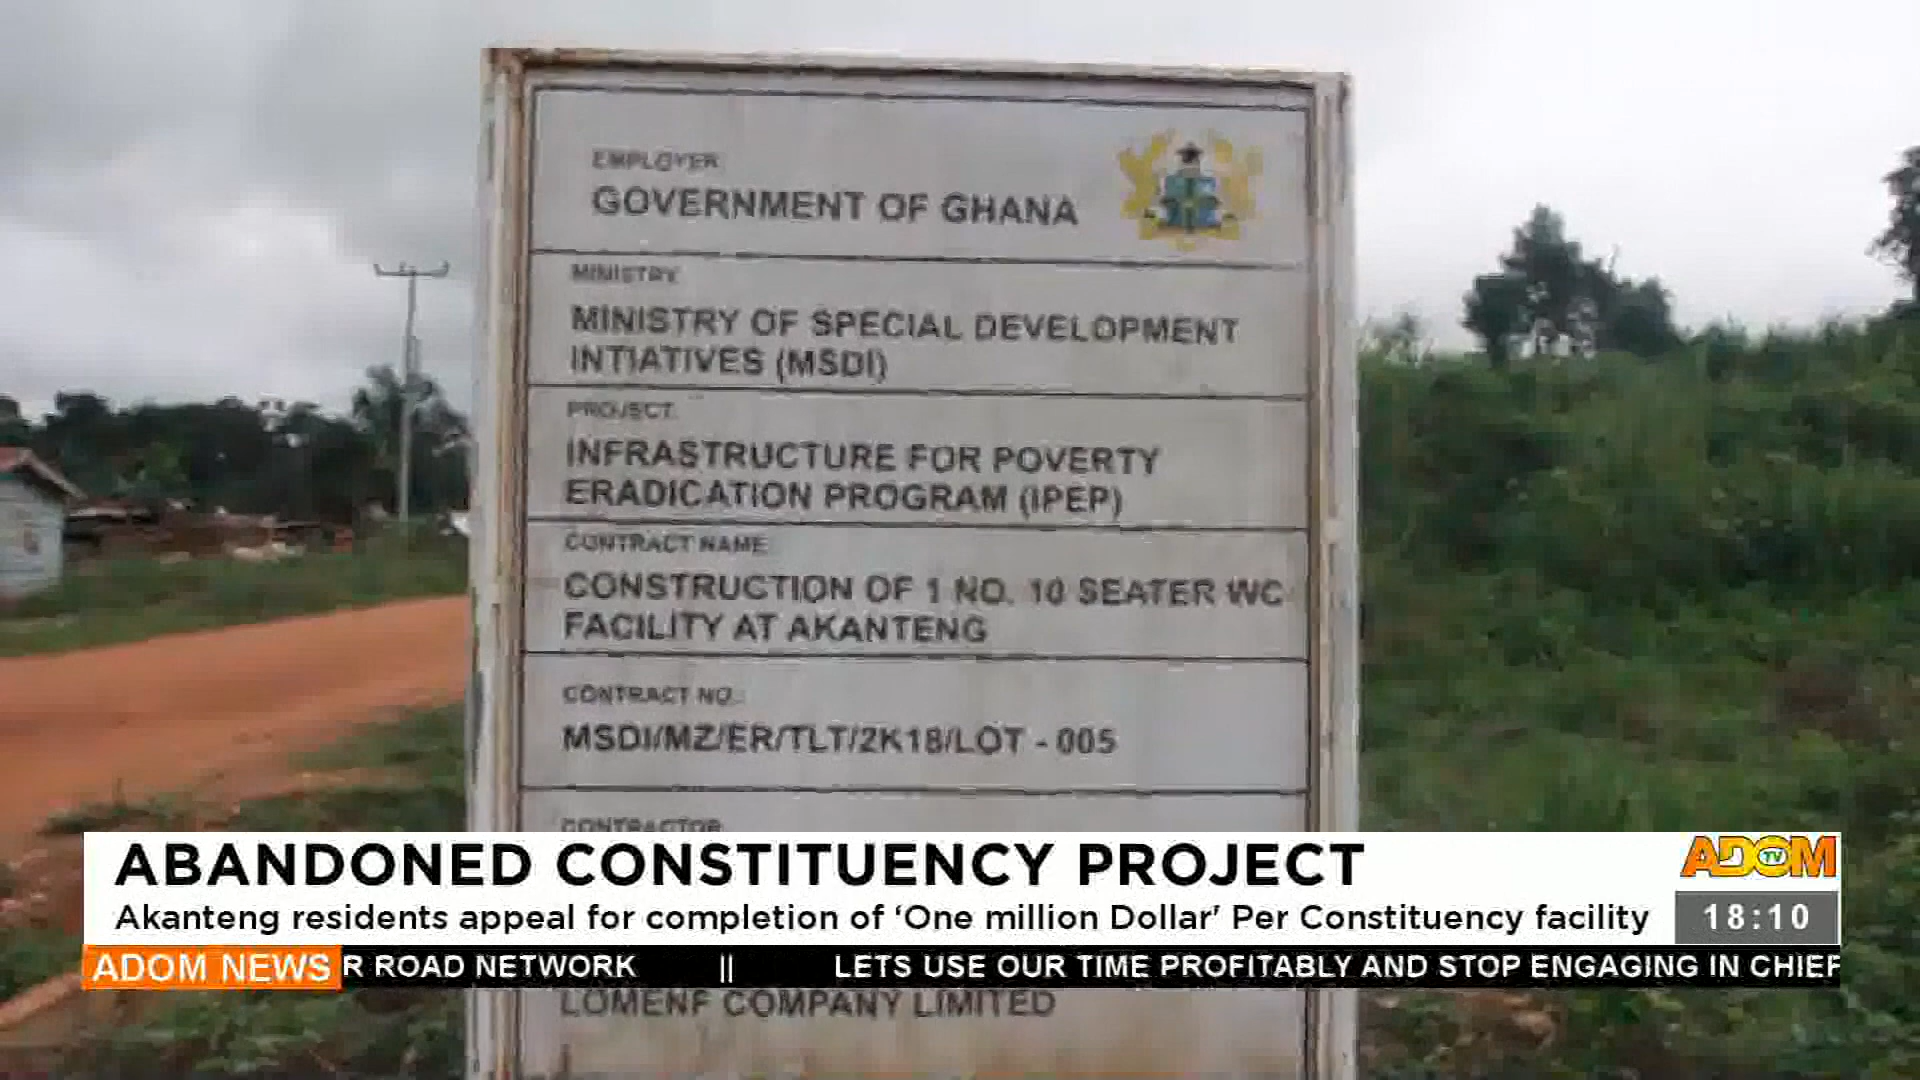 EMPLOYER:
GOVERNMENT OF GHANA
MINISTRY:
MINISTRY OF SPECIAL DEVELOPMENT
INTIATIVES (MSDI)
PROJECT:
INFRASTRUCTURE FOR POVERTY
ERADICATION PROGRAM (IPEP)
CONTRACT NAME:
CONSTRUCTION OF 1 NO. 10 SEATER WC
FACILITY AT AKANTENG
CONTRACT NO.:
MSDI/MZ/ER/TLT/2K18/LOT - 005
CONTRACTOR
ABANDONED CONSTITUENCY PROJECT
ADOM TV
Akanteng residents appeal for completion of ‘One million Dollar' Per Constituency facility
18:10
ADOM NEWS
R ROAD NETWORK || LETS USE OUR TIME PROFITABLY AND STOP ENGAGING IN CHIEF
COMPANY LIMITED